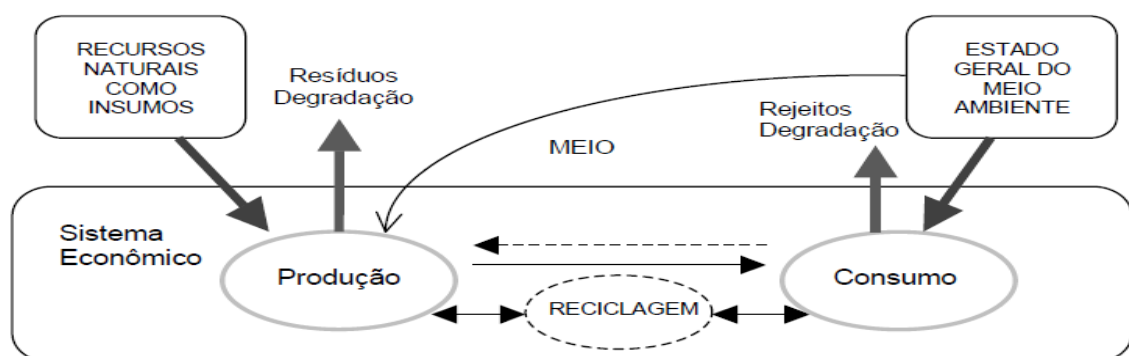 RECURSOS
NATURAIS
COMO
INSUMOS
Resíduos
Degradação
MEIO
Rejeitos
Degradação
ESTADO
GERAL DO
MEIO
AMBIENTE
Sistema
Econômico
Produção
RECICLAGEM
Consumo